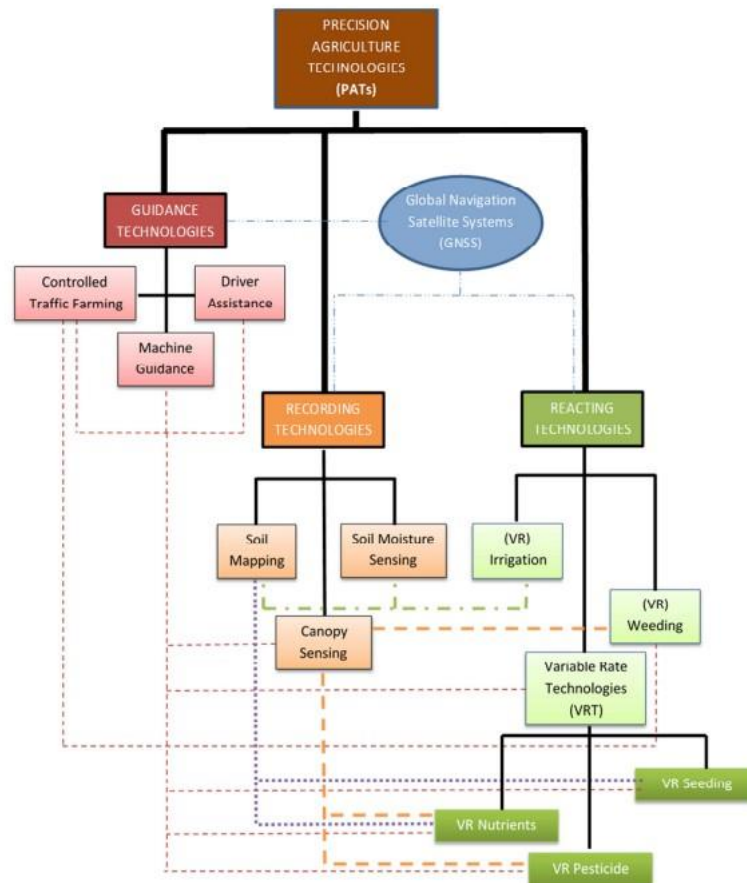 PRECISION
AGRICULTURE
TECHNOLOGIES
(PATs)
GUIDANCE
TECHNOLOGIES
Global Navigation
Satellite Systems
(GNSS)
Controlled
Traffic Farming
Driver
Assistance
Machine
Guidance
RECORDING
TECHNOLOGIES
REACTING
TECHNOLOGIES
Soil
Mapping
Soil Moisture
Sensing
(VR)
Irrigation
(VR)
Weeding
Canopy
Sensing
Variable Rate
Technologies
(VRT)
VR Seeding
VR Nutrients
VR Pesticide